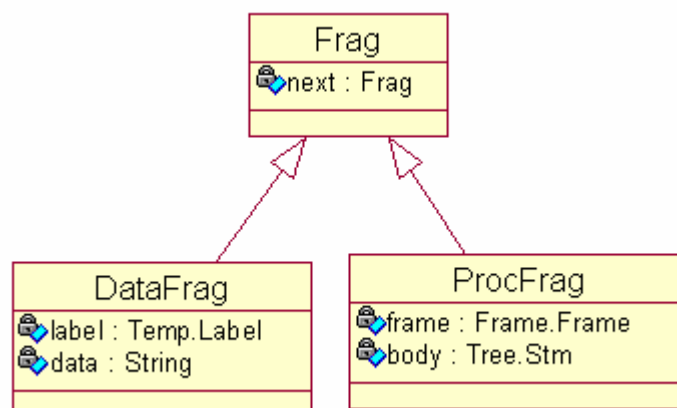 Frag
next : Frag
DataFrag
label : Temp.Label
data : String
ProcFrag
frame : Frame.Frame
body : Tree.Stm